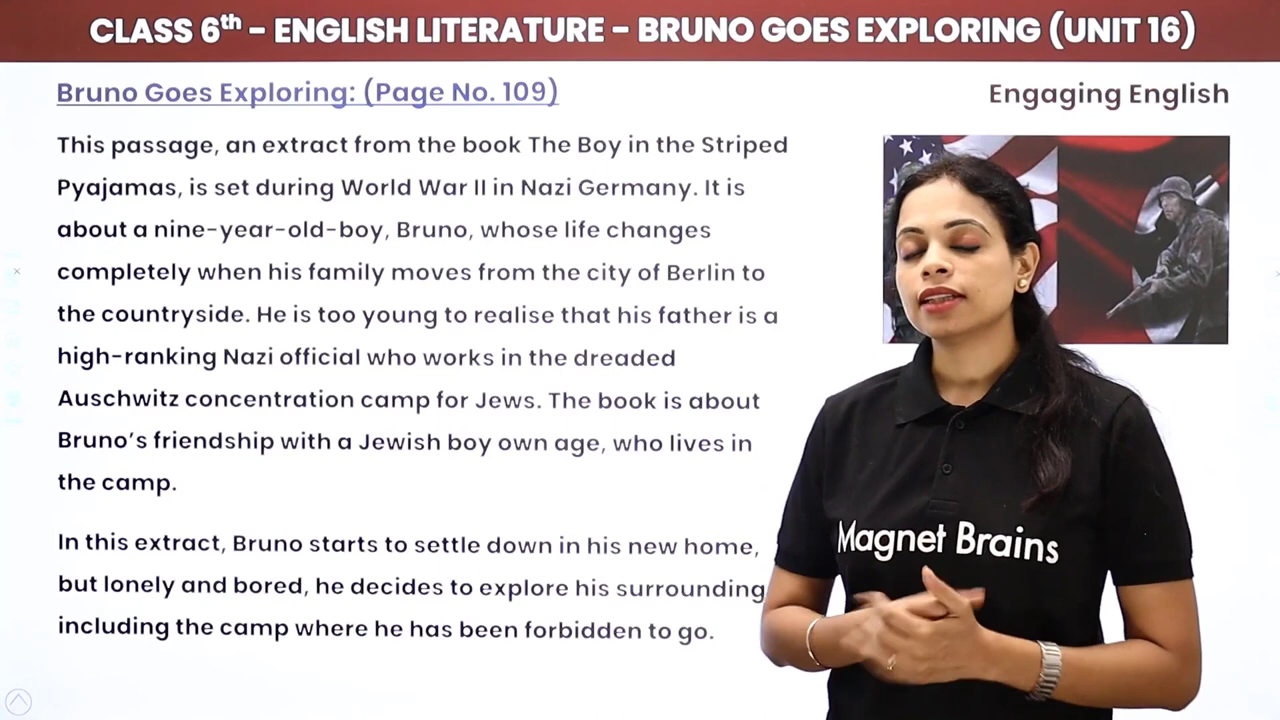 CLASS 6th – ENGLISH LITERATURE – BRUNO GOES EXPLORING (UNIT 16)
Bruno Goes Exploring: (Page No. 109)
Engaging English
This passage, an extract from the book The Boy in the Striped
Pyajamas, is set during World War II in Nazi Germany. It is
about a nine-year-old-boy, Bruno, whose life changes
completely when his family moves from the city of Berlin to
the countryside. He is too young to realise that his father is a
high-ranking Nazi official who works in the dreaded
Auschwitz concentration camp for Jews. The book is about
Bruno's friendship with a Jewish boy own age, who lives in
the camp.
In this extract, Bruno starts to settle down in his new home,
but lonely and bored, he decides to explore his surrounding
including the camp where he has been forbidden to go.
Magnet Brains